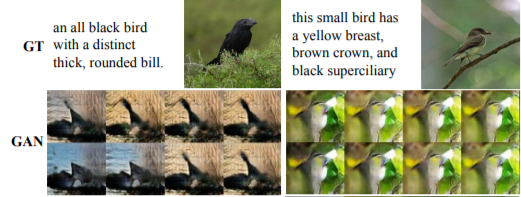 GT
an all black bird
with a distinct
thick, rounded bill.
this small bird has
a yellow breast,
brown crown, and
black superciliary
GAN